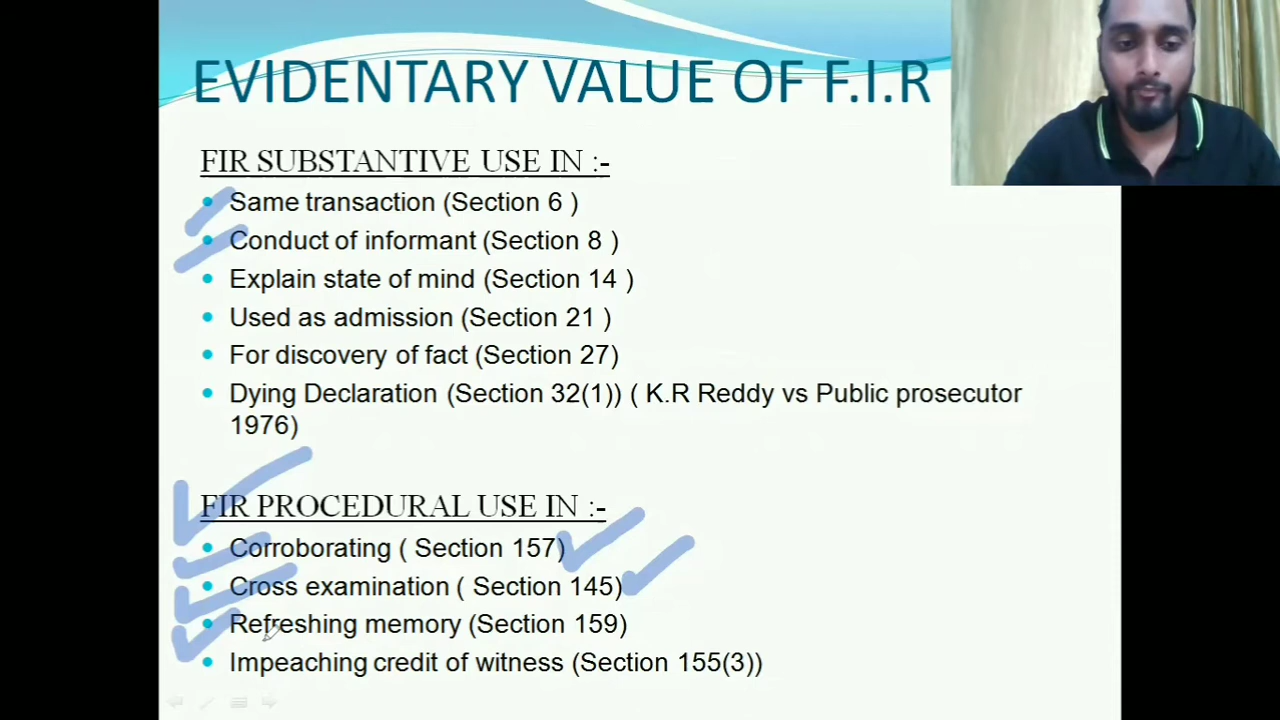 EVIDENTARY VALUE OF F.I.R
FIR SUBSTANTIVE USE IN :-
• Same transaction (Section 6 )
• Conduct of informant (Section 8 )
• Explain state of mind (Section 14 )
• Used as admission (Section 21 )
• For discovery of fact (Section 27)
• Dying Declaration (Section 32(1)) ( K.R Reddy vs Public prosecutor
1976)
FIR PROCEDURAL USE IN :-
• Corroborating ( Section 157)
• Cross examination ( Section 145)
• Refreshing memory (Section 159)
• Impeaching credit of witness (Section 155(3))